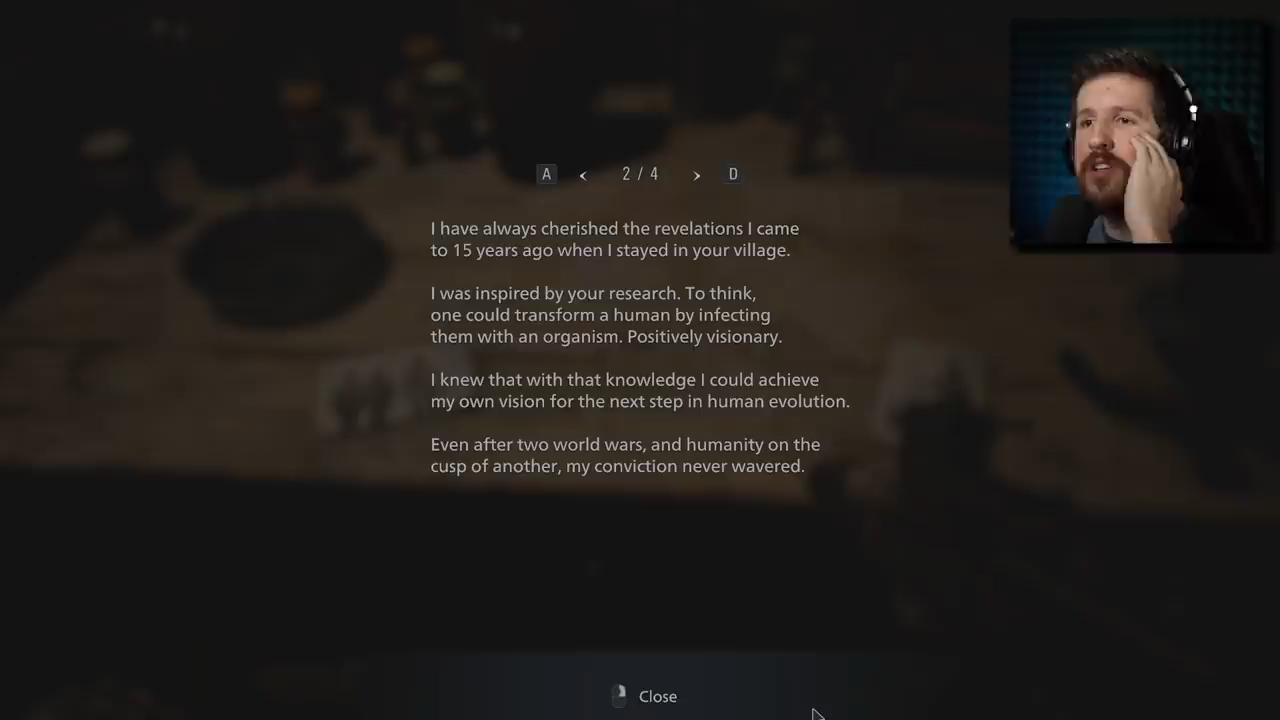 A < 2 / 4 > D
I have always cherished the revelations I came
to 15 years ago when I stayed in your village.
I was inspired by your research. To think,
one could transform a human by infecting
them with an organism. Positively visionary.
I knew that with that knowledge I could achieve
my own vision for the next step in human evolution.
Even after two world wars, and humanity on the
cusp of another, my conviction never wavered.
Close